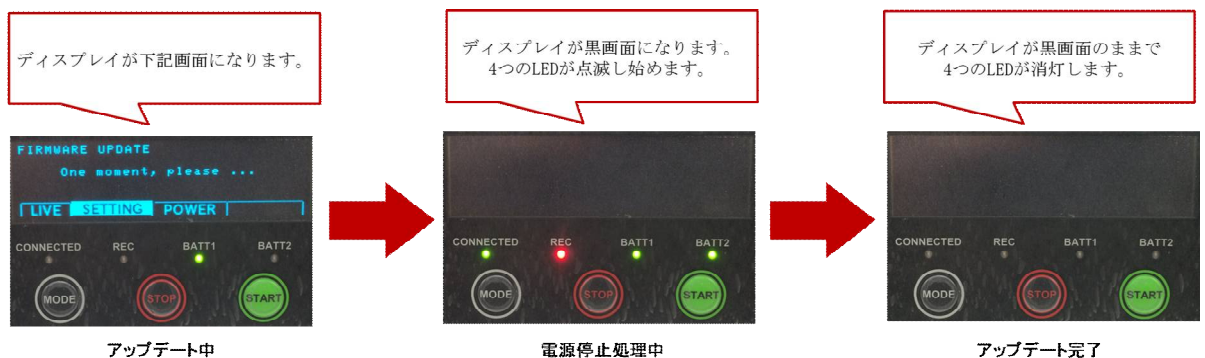 ディスプレイが下記画面になります。
ディスプレイが黒画面になります。
4つのLEDが点滅し始めます。
ディスプレイが黒画面のままで
4つのLEDが消灯します。
FIRMWARE UPDATE
One moment, please ...
LIVE SETTING POWER
CONNECTED REC BATT1 BATT2
MODE STOP START
CONNECTED REC BATT1 BATT2
MODE STOP START
CONNECTED REC BATT1 BATT2
MODE STOP START
アップデート中
電源停止処理中
アップデート完了